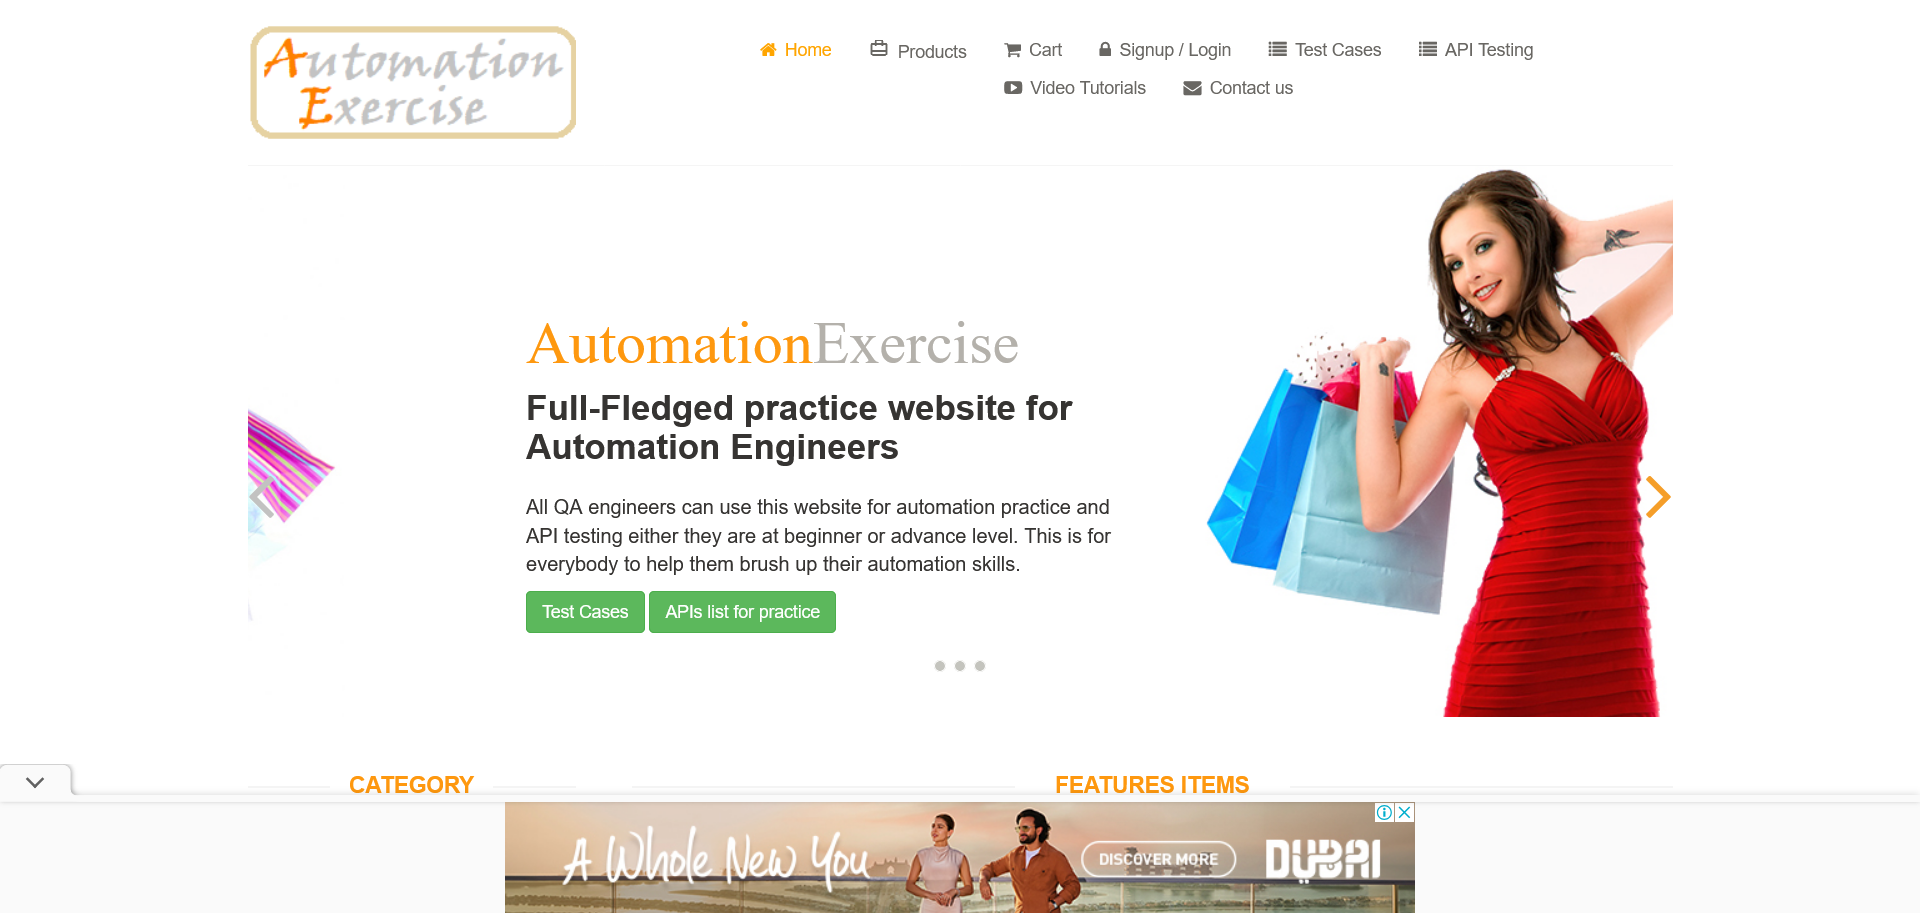 Automation
Exercise
Home
Products
Cart
Signup / Login
Test Cases
API Testing
Video Tutorials
Contact us
AutomationExercise
Full-Fledged practice website for
Automation Engineers
All QA engineers can use this website for automation practice and
API testing either they are at beginner or advance level. This is for
everybody to help them brush up their automation skills.
Test Cases
APIs list for practice
CATEGORY
FEATURES ITEMS
A Whole New You
DISCOVER MORE
DUBAI